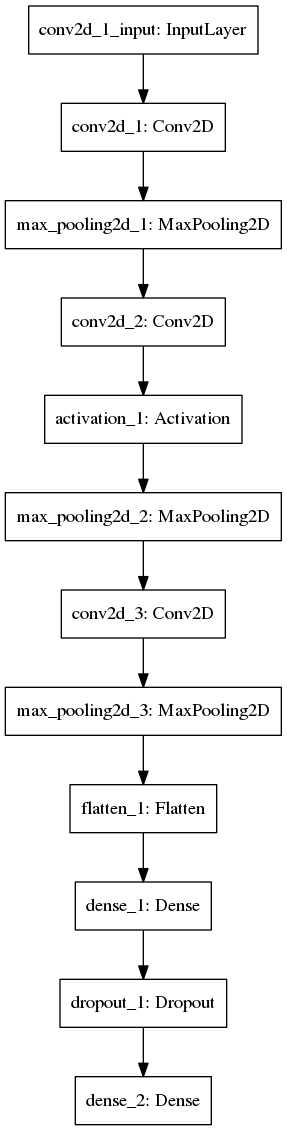 conv2d_1_input: InputLayer
conv2d_1: Conv2D
max_pooling2d_1: MaxPooling2D
conv2d_2: Conv2D
activation_1: Activation
max_pooling2d_2: MaxPooling2D
conv2d_3: Conv2D
max_pooling2d_3: MaxPooling2D
flatten_1: Flatten
dense_1: Dense
dropout_1: Dropout
dense_2: Dense